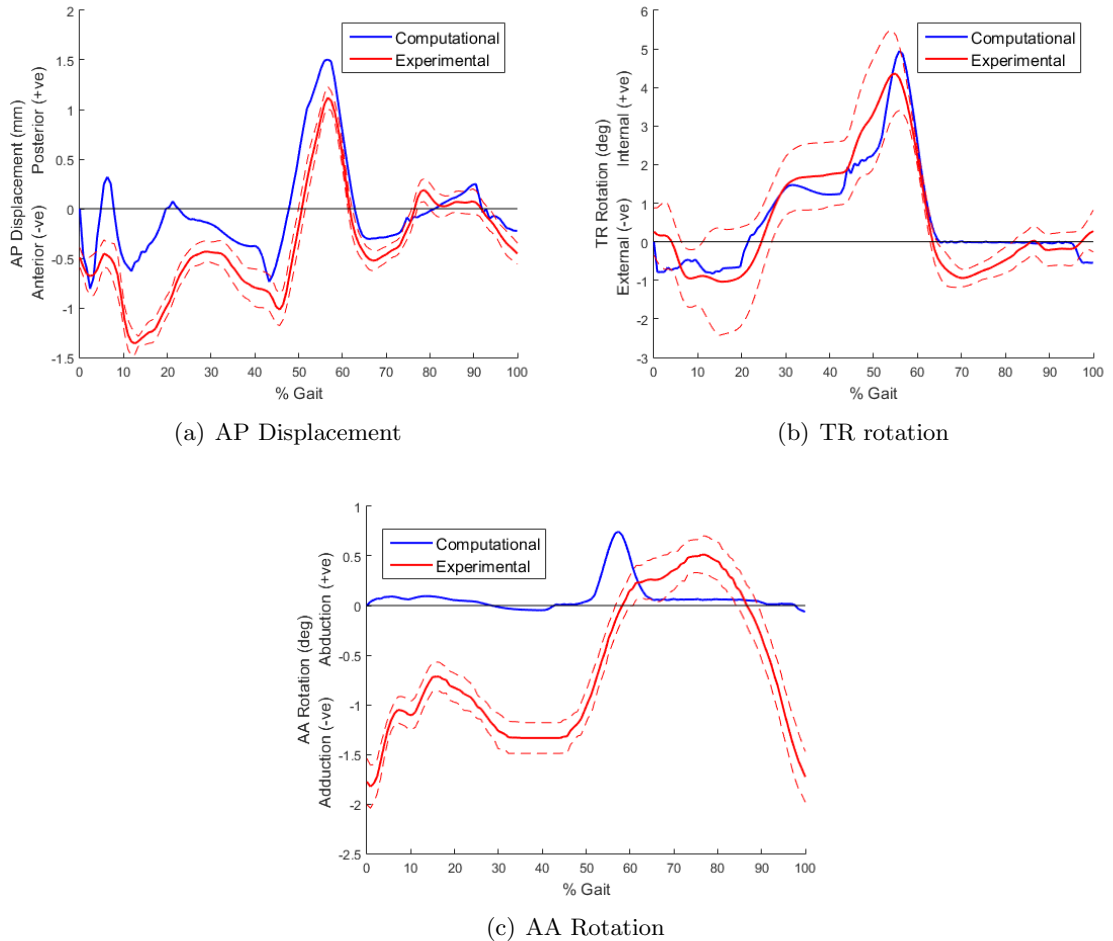 2
1.5
1
0.5
0
-0.5
-1
-1.5
AP Displacement (mm)
Anterior (-ve) Posterior (+ve)
0 10 20 30 40 50 60 70 80 90 100
% Gait
Computational
Experimental
(a) AP Displacement
6
5
4
3
2
1
0
-1
-2
-3
TR Rotation (deg)
External (-ve) Internal (+ve)
0 10 20 30 40 50 60 70 80 90 100
% Gait
Computational
Experimental
(b) TR rotation
1
0.5
0
-0.5
-1
-1.5
-2
-2.5
AA Rotation (deg)
Adduction (-ve) Abduction (+ve)
0 10 20 30 40 50 60 70 80 90 100
% Gait
Computational
Experimental
(c) AA Rotation